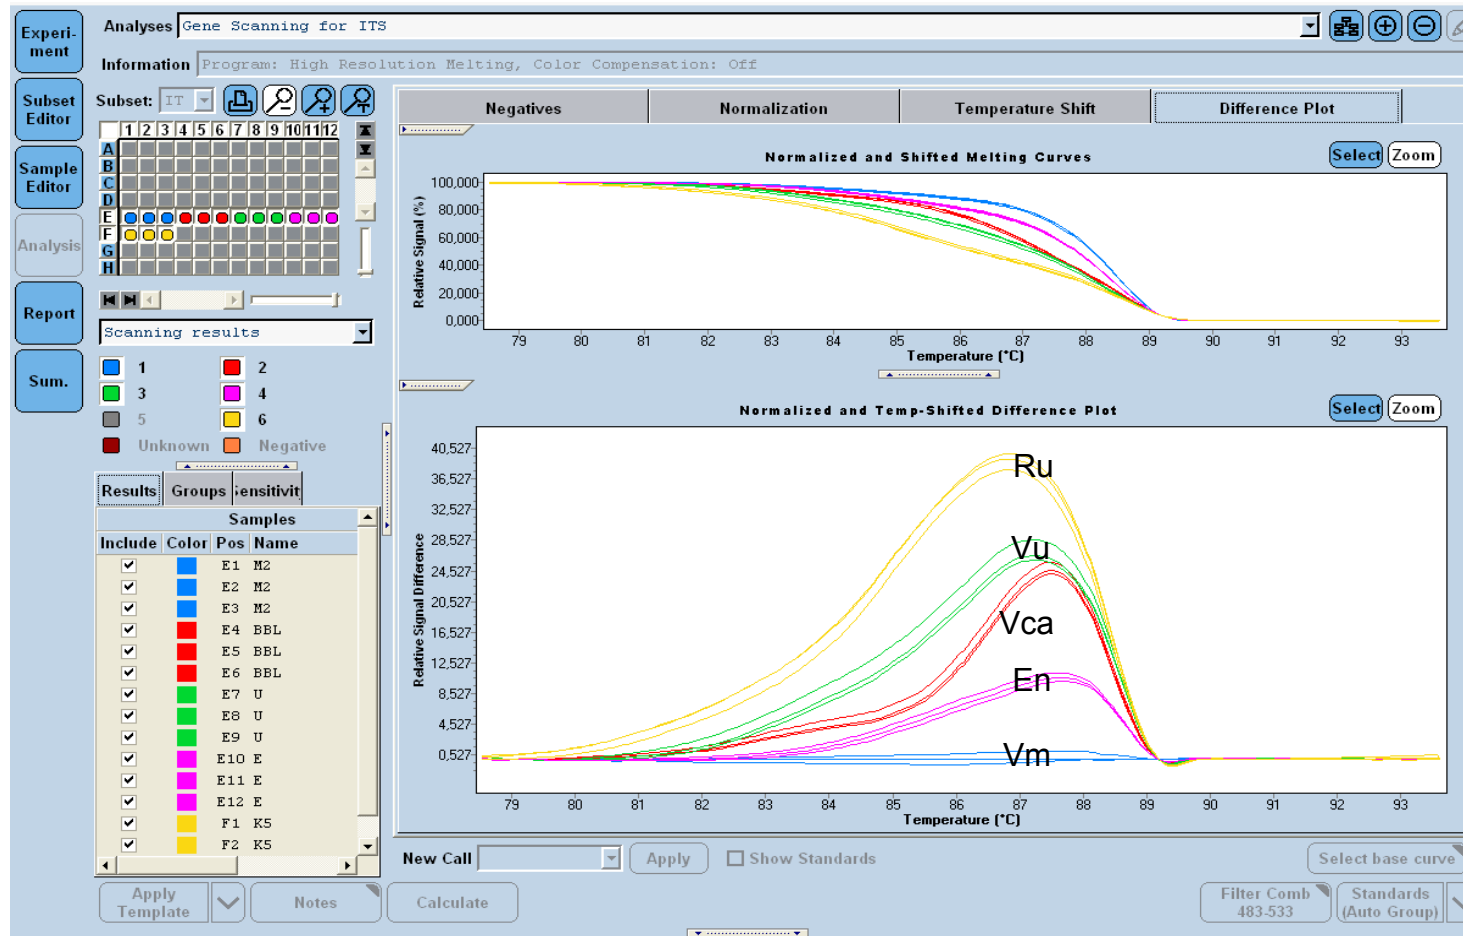 Experi-
ment
Analyses Gene Scanning for ITS
Information Program: High Resolution Melting, Color Compensation: Off
Subset
Editor
Sample
Editor
Analysis
Report
Sum.
Subset: IT
1 2 3 4 5 6 7 8 9 10 11 12
A
B
C
D
E
F
G
H
Scanning results
1 2
3 4
5 6
Unknown Negative
Results Groups Sensitivit
Samples
Include Color Pos Name
E1 M2
E2 M2
E3 M2
E4 BBL
E5 BBL
E6 BBL
E7 U
E8 U
E9 U
E10 E
E11 E
E12 E
F1 K5
F2 K5
Apply
Template
Notes
Calculate
Negatives Normalization Temperature Shift Difference Plot
Normalized and Shifted Melting Curves
Select Zoom
Relative Signal (%)
100,000
80,000
60,000
40,000
20,000
0,000
79 80 81 82 83 84 85 86 87 88 89 90 91 92 93
Temperature (°C)
Normalized and Temp-Shifted Difference Plot
Select Zoom
Relative Signal Difference
40,527
36,527
32,527
28,527
24,527
20,527
16,527
12,527
8,527
4,527
0,527
Ru
Vu
Vca
En
Vm
79 80 81 82 83 84 85 86 87 88 89 90 91 92 93
Temperature (°C)
New Call Apply Show Standards
Select base curve
Filter Comb
483-533
Standards
(Auto Group)